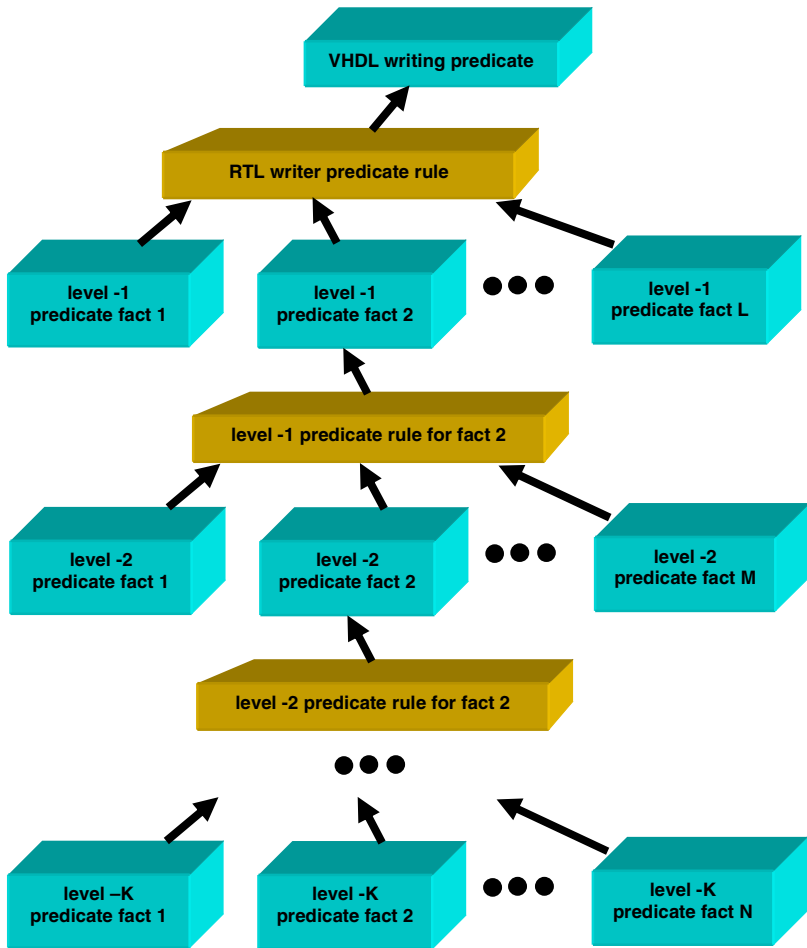 VHDL writing predicate
RTL writer predicate rule
level -1
predicate fact 1
level -1
predicate fact 2
level -1
predicate fact L
level -1 predicate rule for fact 2
level -2
predicate fact 1
level -2
predicate fact 2
level -2
predicate fact M
level -2 predicate rule for fact 2
level –K
predicate fact 1
level -K
predicate fact 2
level -K
predicate fact N